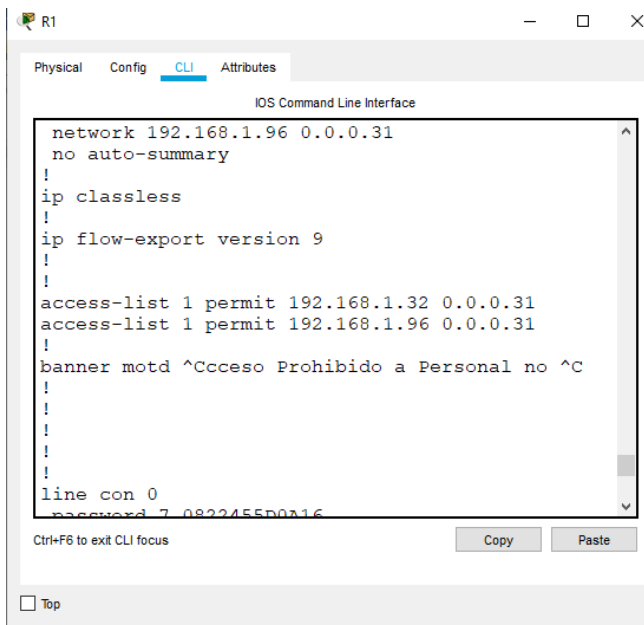 R1
Physical Config CLI Attributes
IOS Command Line Interface
network 192.168.1.96 0.0.0.31
no auto-summary
!
ip classless
!
ip flow-export version 9
!
!
access-list 1 permit 192.168.1.32 0.0.0.31
access-list 1 permit 192.168.1.96 0.0.0.31
!
banner motd ^Ccceso Prohibido a Personal no ^C
!
!
!
!
!
line con 0
password 7 0822455D0A16
Ctrl+F6 to exit CLI focus
Copy Paste
Top